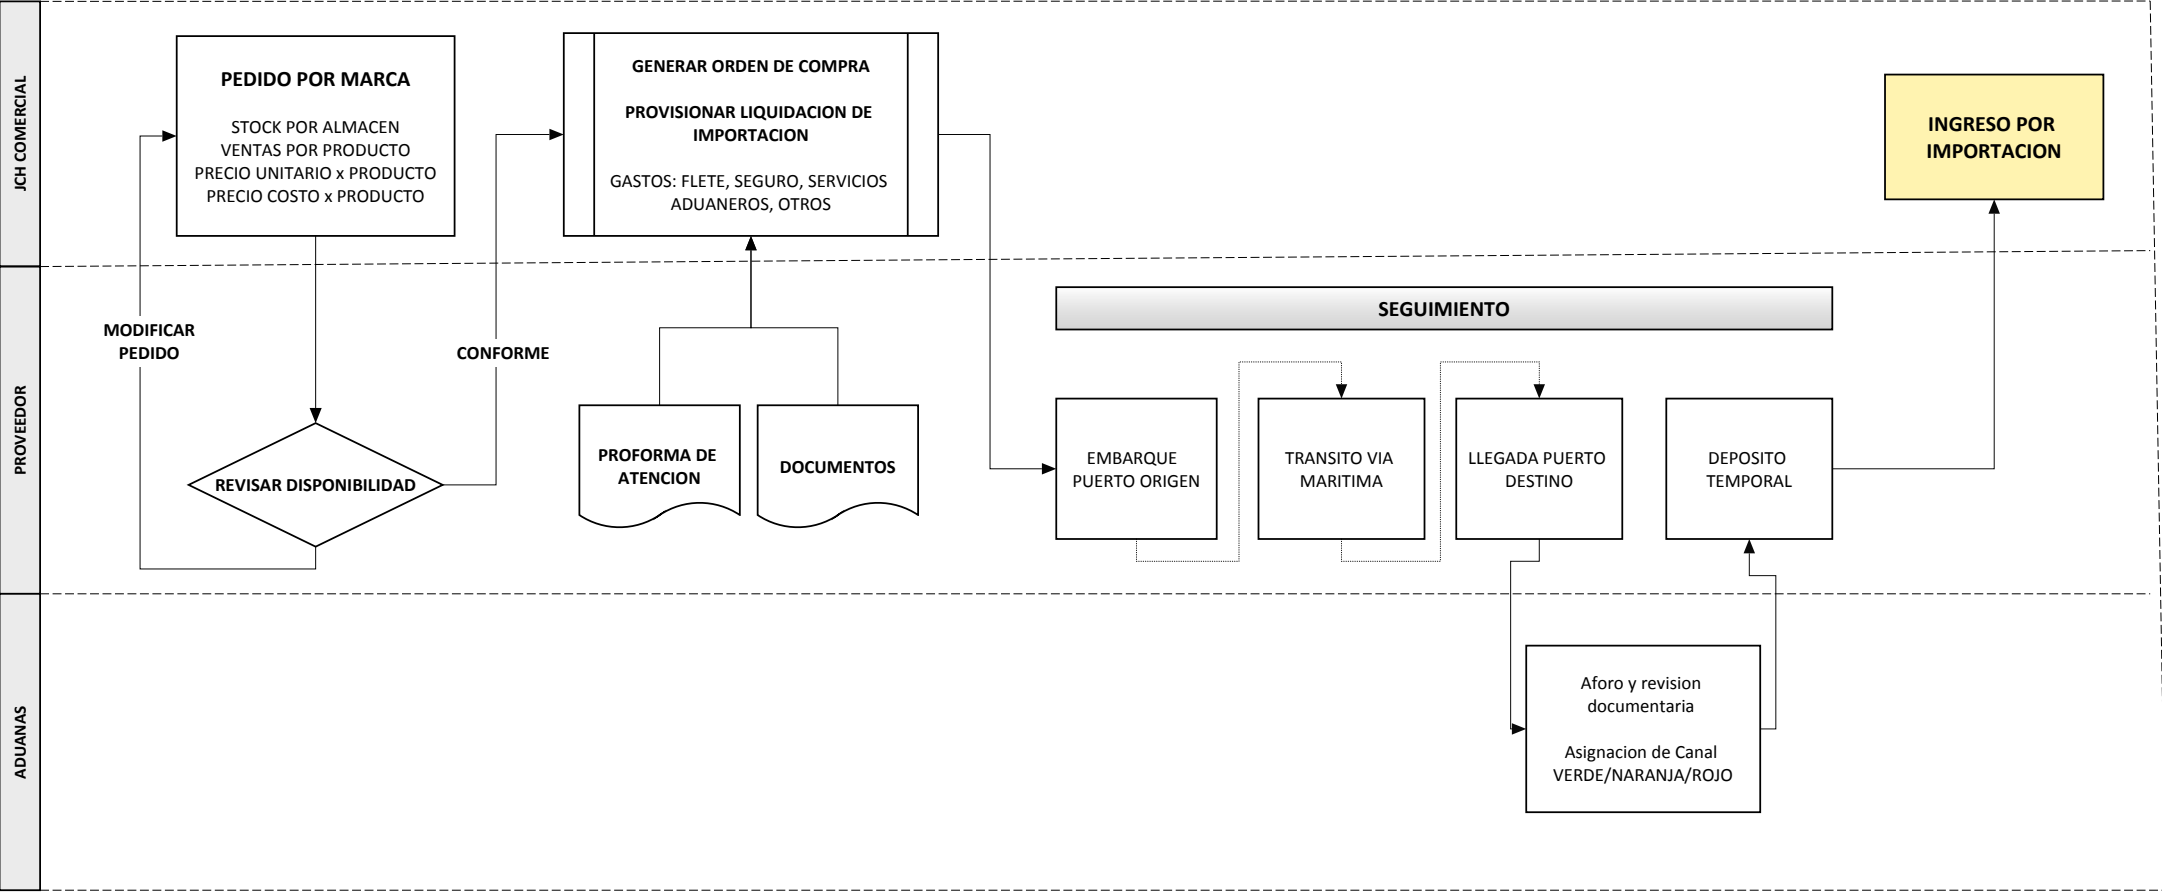 JCH COMERCIAL
PEDIDO POR MARCA
STOCK POR ALMACEN
VENTAS POR PRODUCTO
PRECIO UNITARIO x PRODUCTO
PRECIO COSTO x PRODUCTO
GENERAR ORDEN DE COMPRA
PROVISIONAR LIQUIDACION DE
IMPORTACION
GASTOS: FLETE, SEGURO, SERVICIOS
ADUANEROS, OTROS
INGRESO POR
IMPORTACION
PROVEEDOR
MODIFICAR
PEDIDO
CONFORME
REVISAR DISPONIBILIDAD
PROFORMA DE
ATENCION
DOCUMENTOS
SEGUIMIENTO
EMBARQUE
PUERTO ORIGEN
TRANSITO VIA
MARITIMA
LLEGADA PUERTO
DESTINO
DEPOSITO
TEMPORAL
ADUANAS
Aforo y revision
documentaria
Asignacion de Canal
VERDE/NARANJA/ROJO